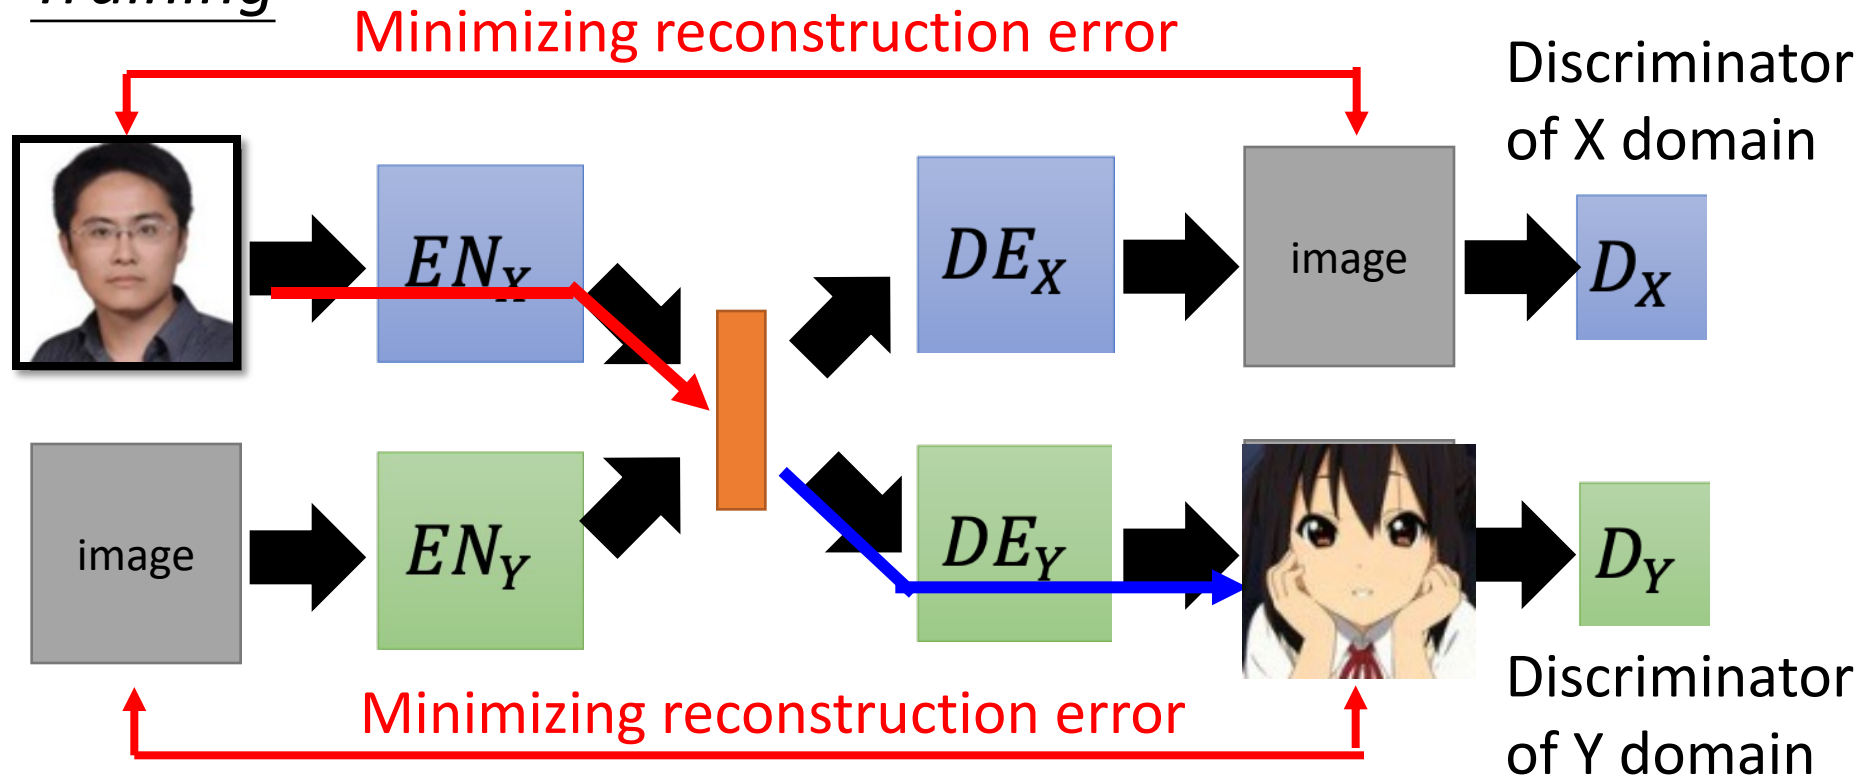 Training
Minimizing reconstruction error
Discriminator
of X domain
EN_X
DE_X
image
D_X
image
EN_Y
DE_Y
D_Y
Minimizing reconstruction error
Discriminator
of Y domain